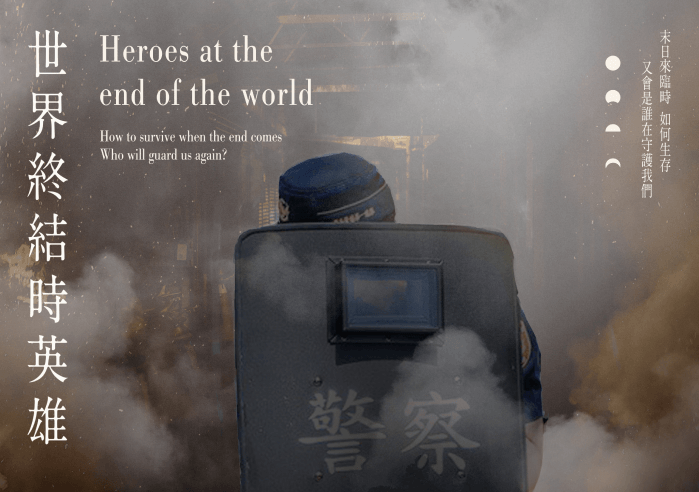 世界終結時英雄
Heroes at the
end of the world
How to survive when the end comes
Who will guard us again?
末日來臨時 如何生存
又會是誰在守護我們
警察